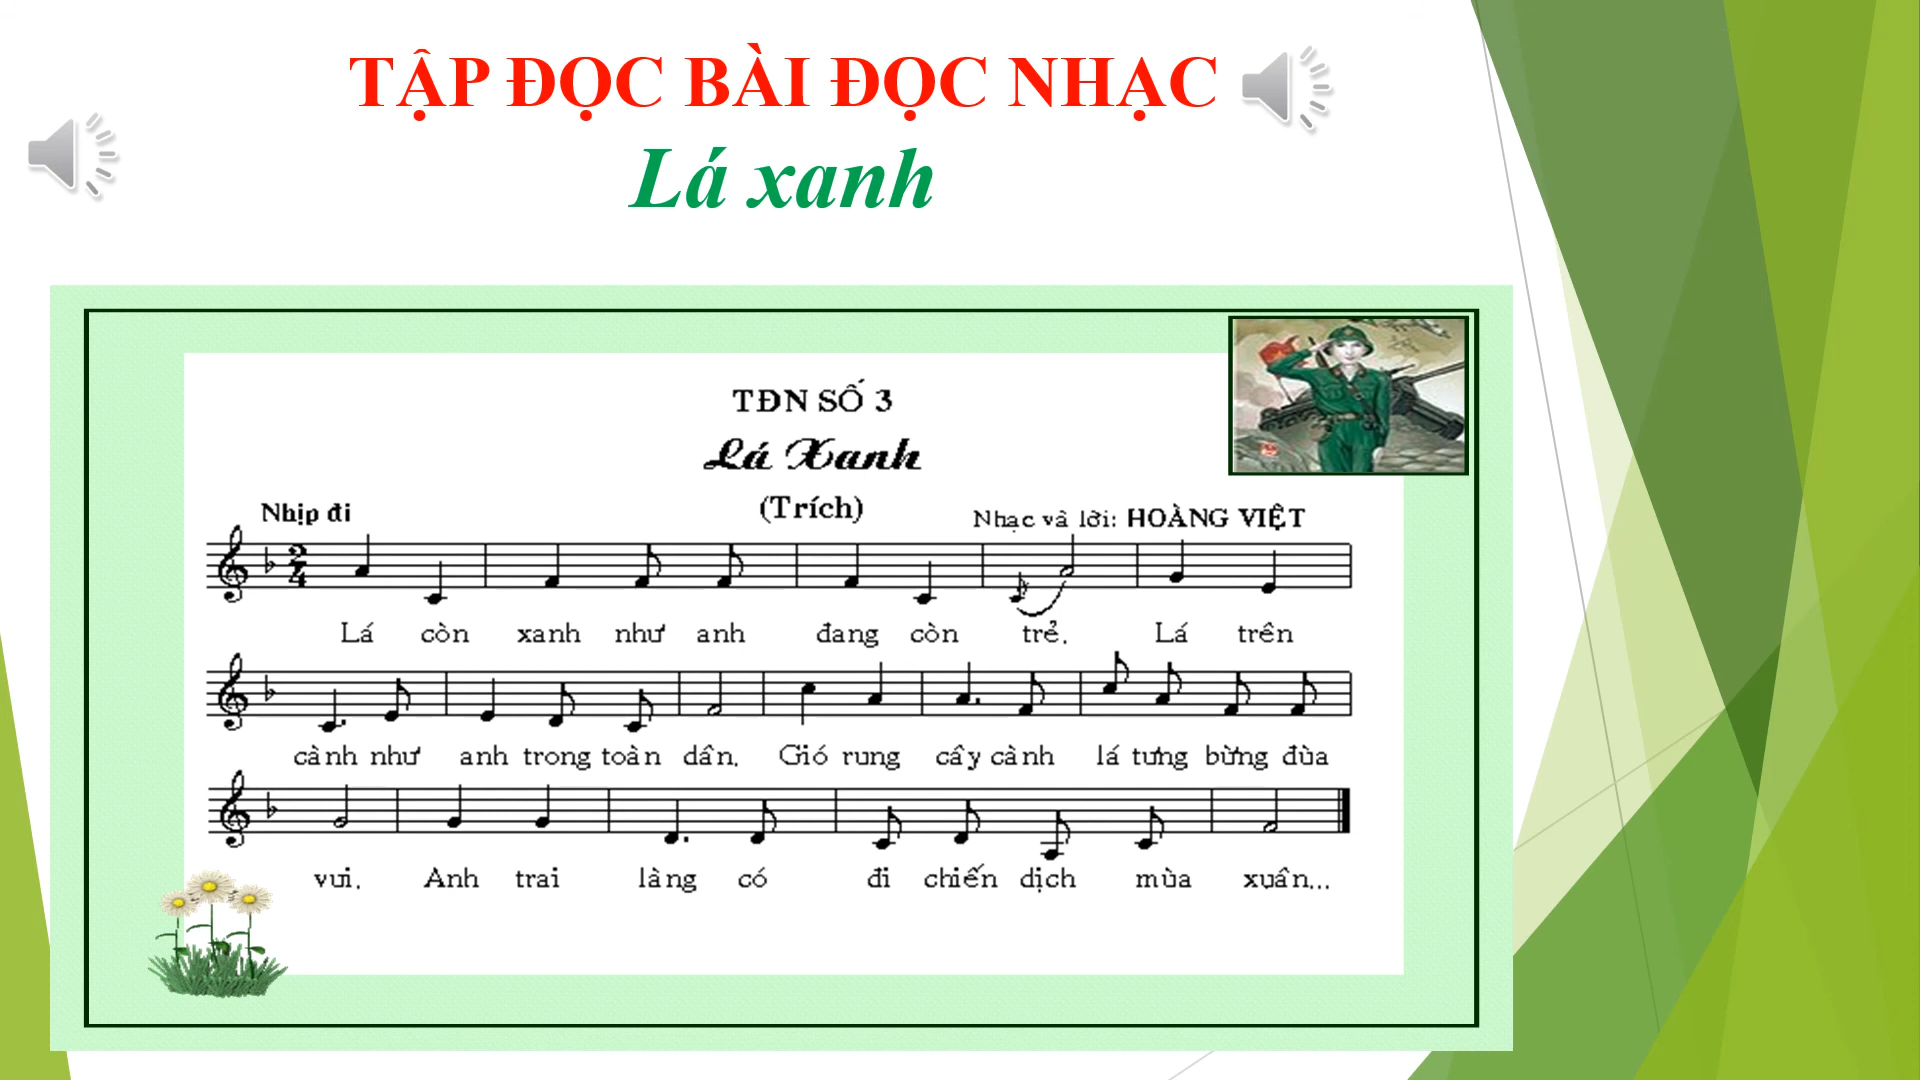 TẬP ĐỌC BÀI ĐỌC NHẠC
Lá xanh
TĐN SỐ 3
Lá Xanh
(Trích)
Nhịp đi
Nhạc và lời: HOÀNG VIỆT
2
4
Lá còn xanh như anh đang còn trẻ. Lá trên
cành như anh trong toàn dân. Gió rung cây cành lá tưng bừng đùa
vui. Anh trai làng có đi chiến dịch mùa xuân...